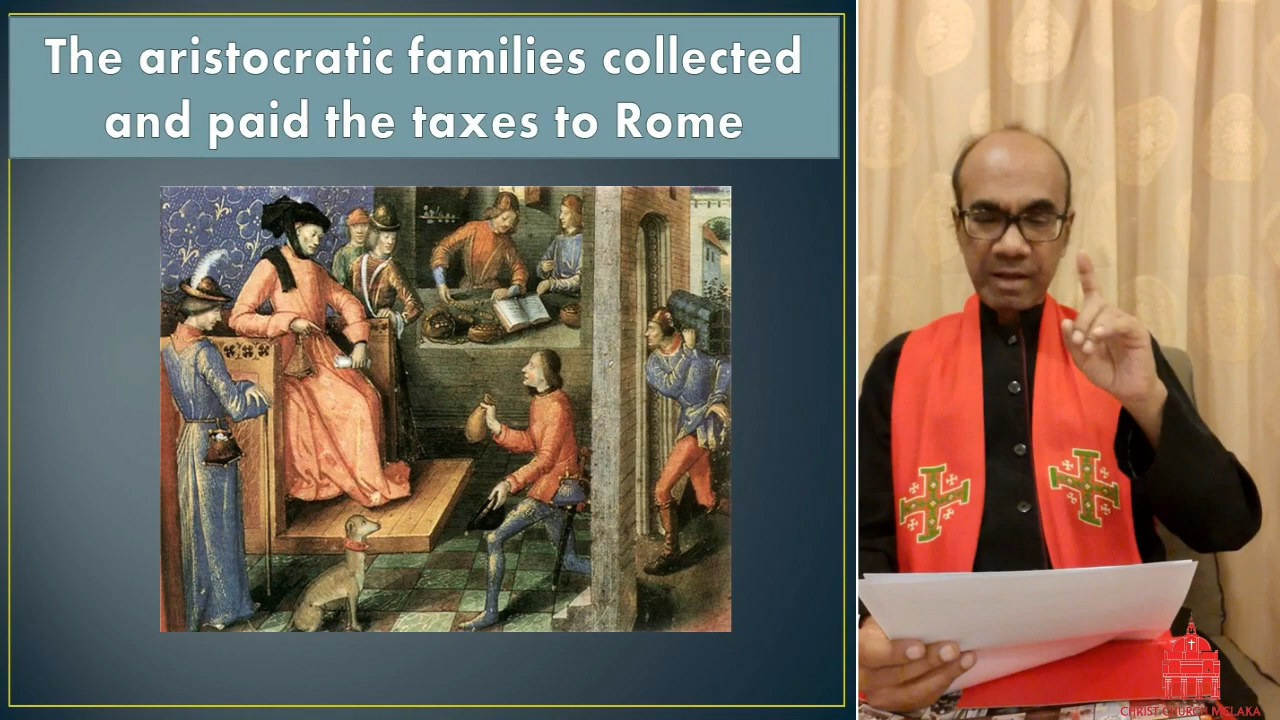 The aristocratic families collected
and paid the taxes to Rome
CHRIST CHURCH MELAKA